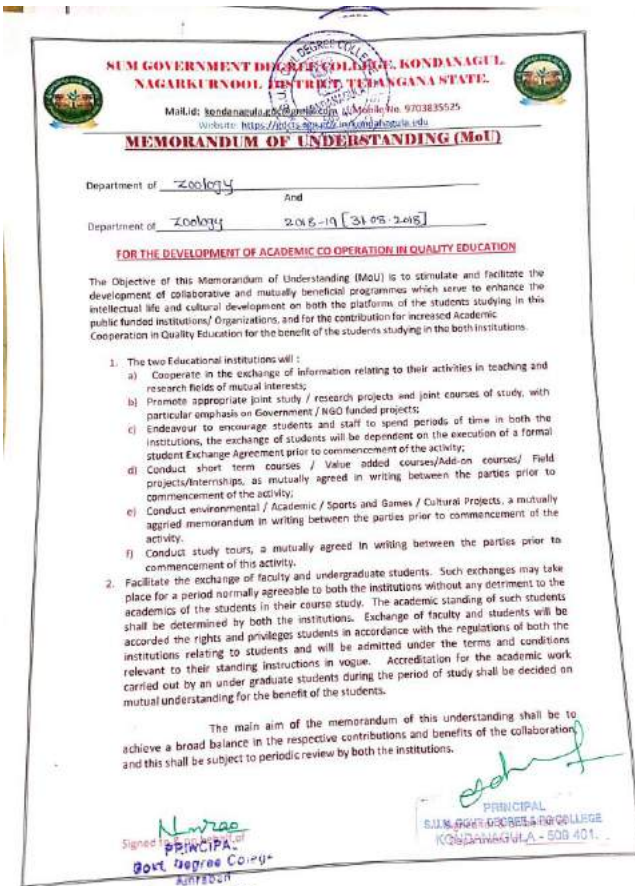 SUM GOVERNMENT DEGREE COLLEGE, KONDANAGUL.
NAGARKURNOOL DISTRICT, TELANGANA STATE.
Mail.id: Mobile No. 9703835525
Website:
MEMORANDUM OF UNDERSTANDING (MoU)
Department of Zoology
And
Department of Zoology 2018-19 [31-08-2018]
FOR THE DEVELOPMENT OF ACADEMIC CO OPERATION IN QUALITY EDUCATION
The Objective of this Memorandum of Understanding (MoU) is to stimulate and facilitate the
development of collaborative and mutually beneficial programmes which serve to enhance the
intellectual life and cultural development on both the platforms of the students studying in this
public funded institutions/ Organizations, and for the contribution for increased Academic
Cooperation in Quality Education for the benefit of the students studying in the both institutions.
1. The two Educational institutions will :
a) Cooperate in the exchange of information relating to their activities in teaching and
research fields of mutual interests;
b) Promote appropriate joint study / research projects and joint courses of study, with
particular emphasis on Government / NGO funded projects;
c) Endeavour to encourage students and staff to spend periods of time in both the
institutions, the exchange of students will be dependent on the execution of a formal
student Exchange Agreement prior to commencement of the activity;
d) Conduct short term courses / Value added courses/Add-on courses/ Field
projects/Internships, as mutually agreed in writing between the parties prior to
commencement of the activity;
e) Conduct environmental / Academic / Sports and Games / Cultural Projects, a mutually
aggried memorandum in writing between the parties prior to commencement of the
activity.
f) Conduct study tours, a mutually agreed in writing between the parties prior to
commencement of this activity.
2. Facilitate the exchange of faculty and undergraduate students. Such exchanges may take
place for a period normally agreeable to both the institutions without any detriment to the
academics of the students in their course study. The academic standing of such students
shall be determined by both the institutions. Exchange of faculty and students will be
accorded the rights and privileges students in accordance with the regulations of both the
institutions relating to students and will be admitted under the terms and conditions
relevant to their standing instructions in vogue. Accreditation for the academic work
carried out by an under graduate students during the period of study shall be decided on
mutual understanding for the benefit of the students.
The main aim of the memorandum of this understanding shall be to
achieve a broad balance in the respective contributions and benefits of the collaboration
and this shall be subject to periodic review by both the institutions.
Signed
PRINCIPAL
Govt. Degree College
Amrabad
PRINCIPAL
S.U.M. GOVT DEGREE & PG COLLEGE
KONDANAGULA - 509 401.